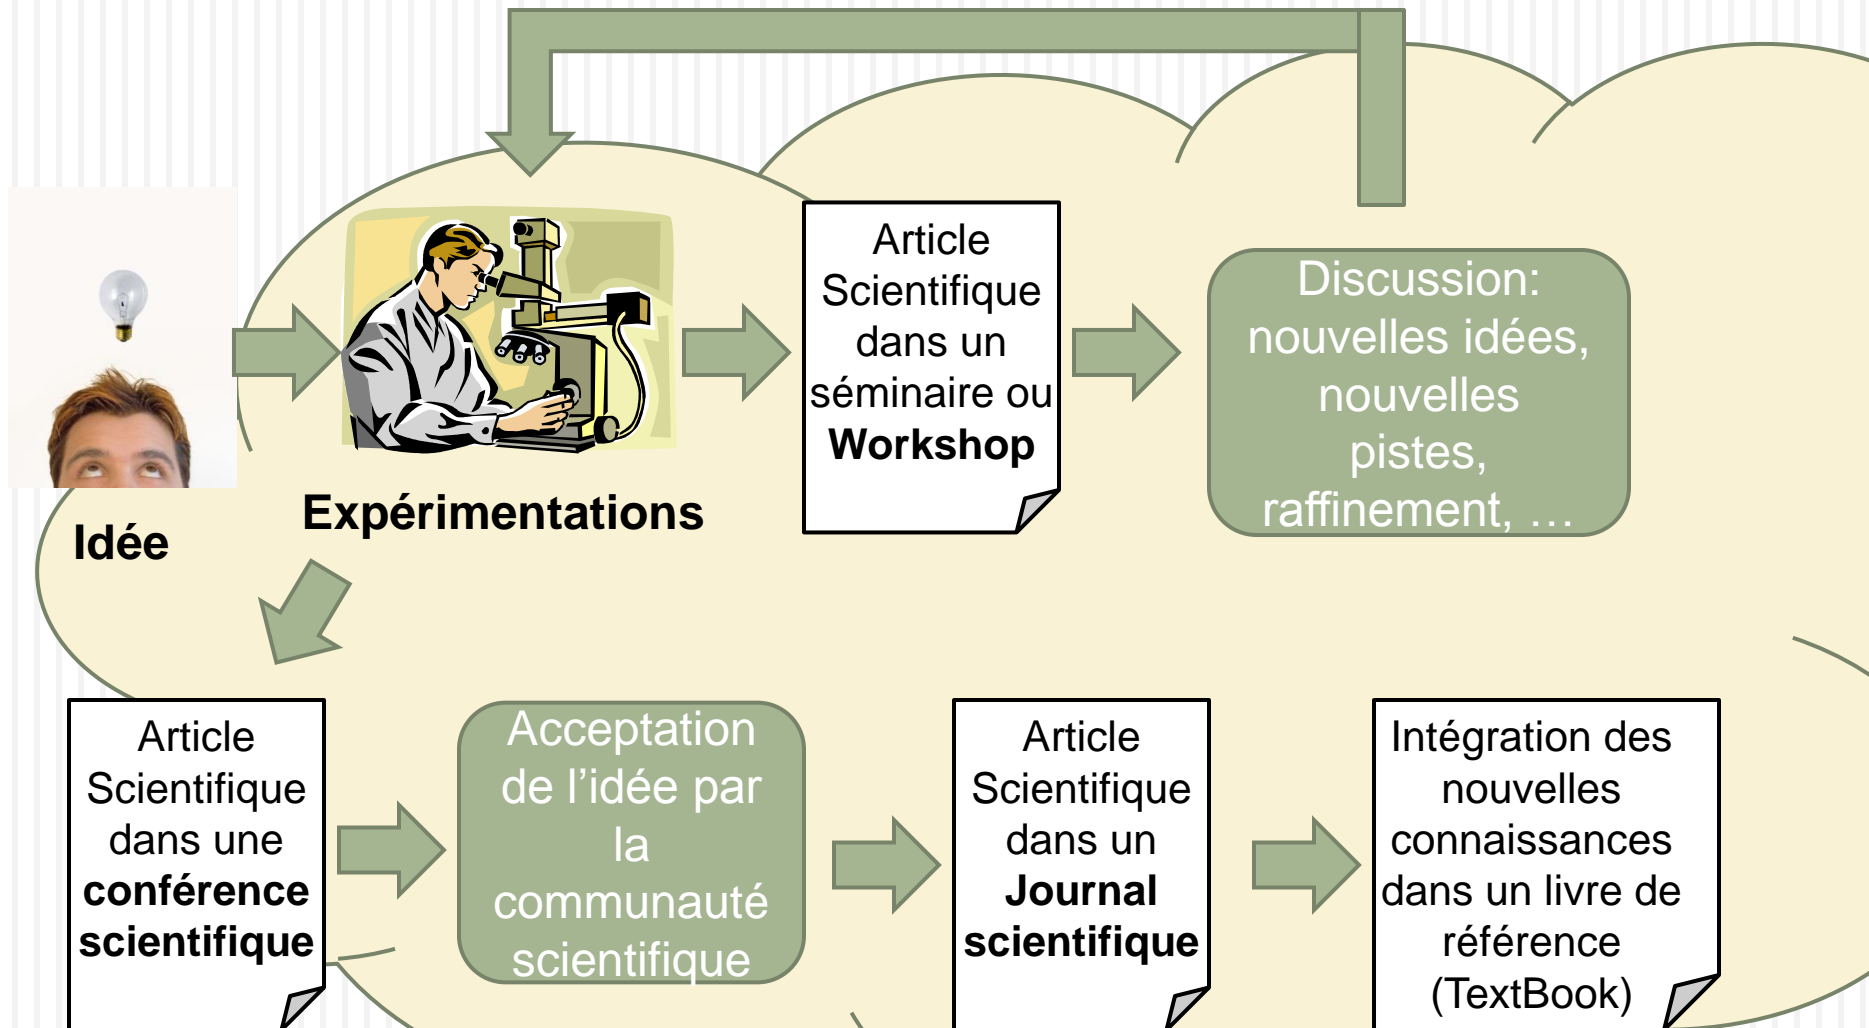 Idée
Expérimentations
Article
Scientifique
dans un
séminaire ou
Workshop
Discussion:
nouvelles idées,
nouvelles
pistes,
raffinement, …
Article
Scientifique
dans une
conférence
scientifique
Acceptation
de l’idée par
la
communauté
scientifique
Article
Scientifique
dans un
Journal
scientifique
Intégration des
nouvelles
connaissances
dans un livre de
référence
(TextBook)